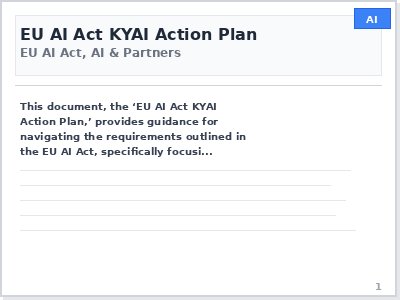 AI
EU AI Act KYAI Action Plan
EU AI Act, AI & Partners
This document, the ‘EU AI Act KYAI
Action Plan,’ provides guidance for
navigating the requirements outlined in
the EU AI Act, specifically focusi...
1